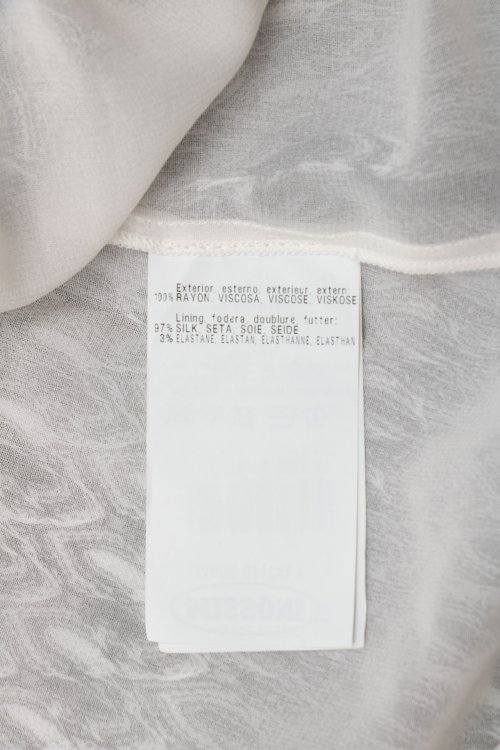 Exterior, esterno, exterieur, extern
100% RAYON, VISCOSA, VISCOSE, VISKOSE
Lining, fodera, doublure, futter:
97% SILK, SETA, SOIE, SEIDE
3% ELASTANE, ELASTAN, ELASTHANNE, ELASTHAN
MISSONI